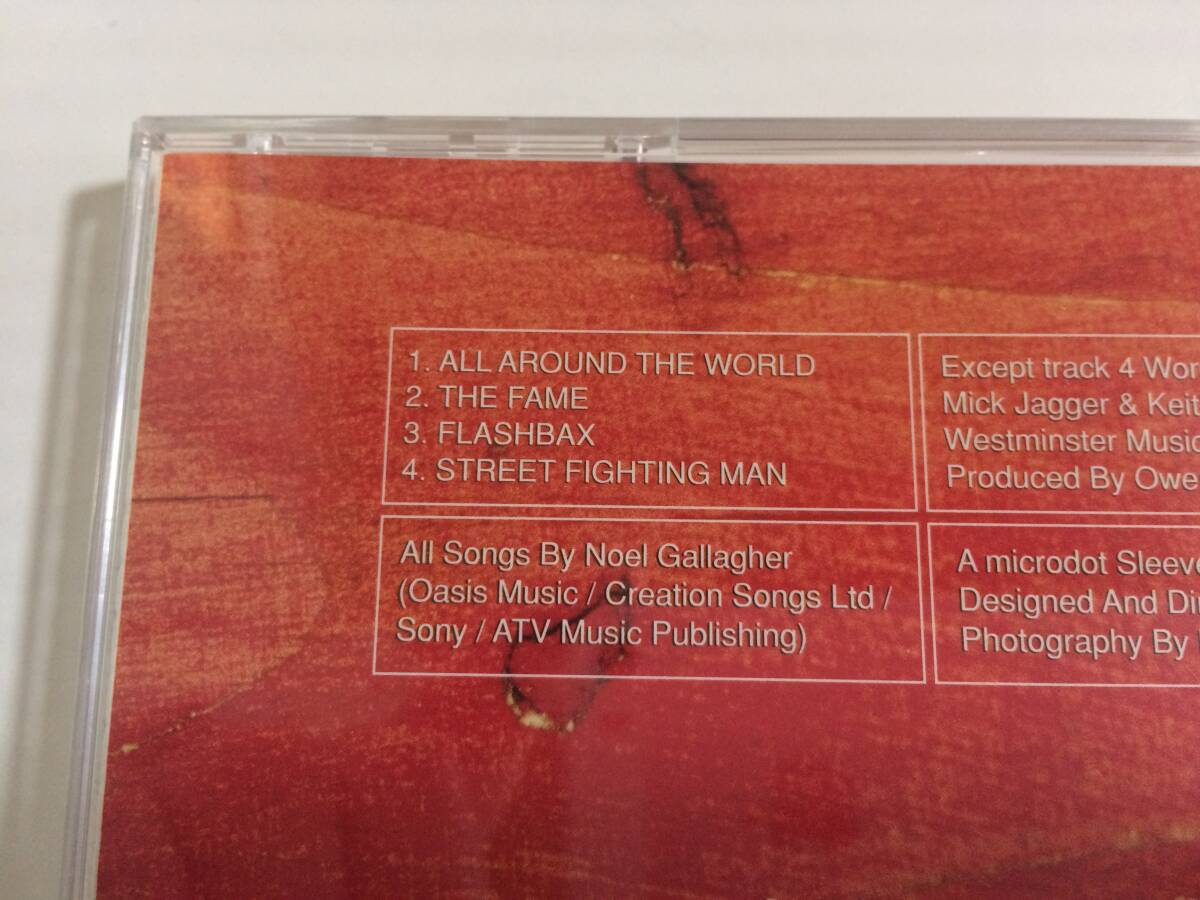 1. ALL AROUND THE WORLD
2. THE FAME
3. FLASHBAX
4. STREET FIGHTING MAN
Except track 4
Mick Jagger &
Westminster Music
Produced By
All Songs By Noel Gallagher
(Oasis Music / Creation Songs Ltd /
Sony / ATV Music Publishing)
A microdot
Designed And
Photography By